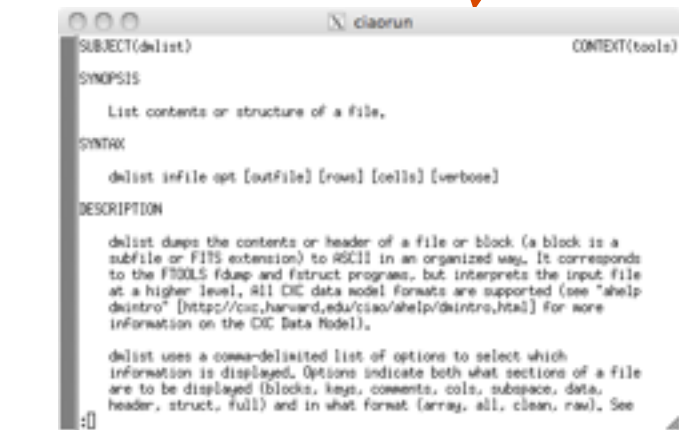 ciaorun
SUBJECT(dmlist) CONTEXT(tools)
SYNOPSIS
List contents or structure of a file.
SYNTAX
dmlist infile opt [outfile] [rows] [cells] [verbose]
DESCRIPTION
dmlist dumps the contents or header of a file or block (a block is a
subfile or FITS extension) to ASCII in an organized way. It corresponds
to the FTOOLS fdump and fstruct programs, but interprets the input file
at a higher level. All CXC data model formats are supported (see "ahelp
dmintro" [http://cxc.harvard.edu/ciao/ahelp/dmintro.html] for more
information on the CXC Data Model).
dmlist uses a comma-delimited list of options to select which
information is displayed. Options indicate both what sections of a file
are to be displayed (blocks, keys, comments, cols, subspace, data,
header, struct, full) and in what format (array, all, clean, raw). See
: